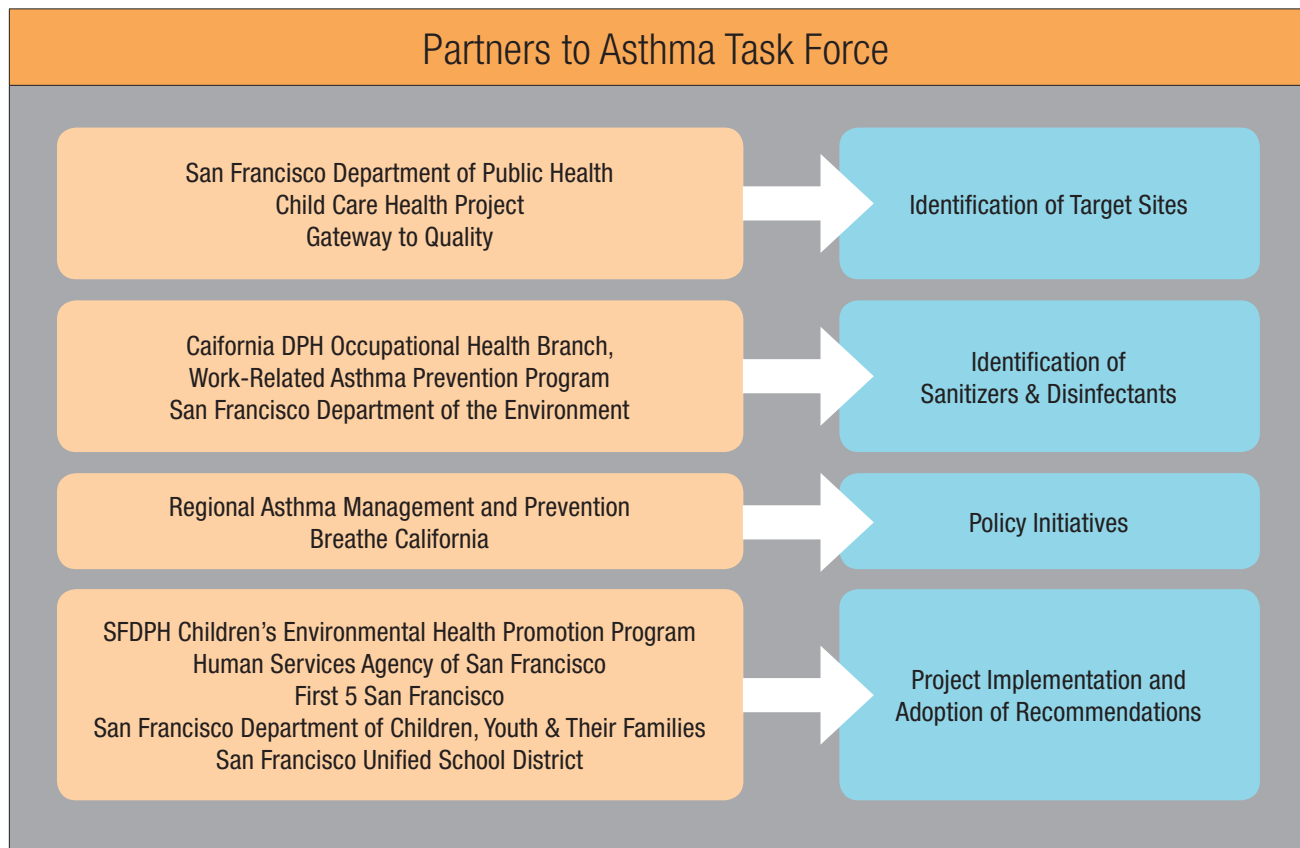 Partners to Asthma Task Force
San Francisco Department of Public Health
Child Care Health Project
Gateway to Quality
Identification of Target Sites
Caifornia DPH Occupational Health Branch,
Work-Related Asthma Prevention Program
San Francisco Department of the Environment
Identification of
Sanitizers & Disinfectants
Regional Asthma Management and Prevention
Breathe California
Policy Initiatives
SFDPH Children’s Environmental Health Promotion Program
Human Services Agency of San Francisco
First 5 San Francisco
San Francisco Department of Children, Youth & Their Families
San Francisco Unified School District
Project Implementation and
Adoption of Recommendations